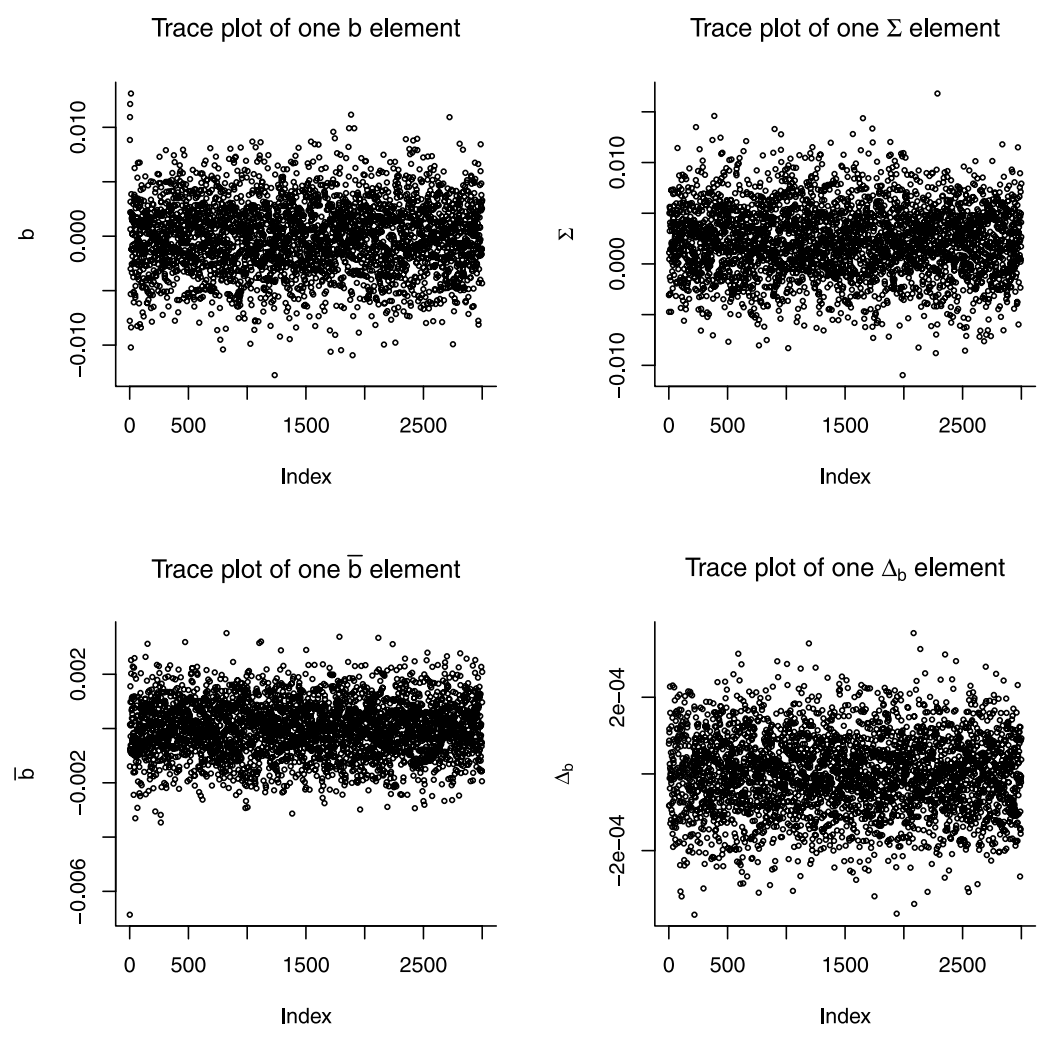 Trace plot of one b element
b
0.010
0.000
−0.010
0 500 1500 2500
Index
Trace plot of one Σ element
Σ
0.010
0.000
−0.010
0 500 1500 2500
Index
Trace plot of one b̅ element
b̅
0.002
−0.002
−0.006
0 500 1500 2500
Index
Trace plot of one Δb element
Δb
2e−04
−2e−04
0 500 1500 2500
Index